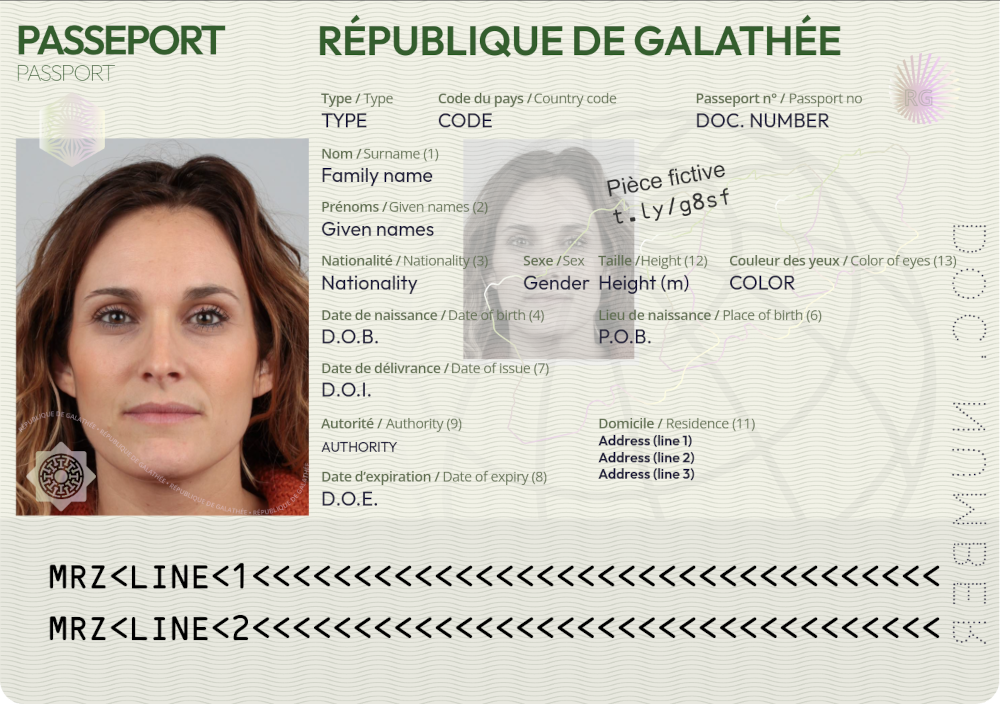 PASSEPORT
PASSPORT
RÉPUBLIQUE DE GALATHÉE
RG
Type / Type
Code du pays / Country code
Passeport n° / Passport no
TYPE
CODE
DOC. NUMBER
Nom / Surname (1)
Family name
Pièce fictive
t.ly/g8sf
Prénoms / Given names (2)
Given names
Nationalité / Nationality (3)
Sexe / Sex
Taille / Height (12)
Couleur des yeux / Color of eyes (13)
Nationality
Gender
Height (m)
COLOR
Date de naissance / Date of birth (4)
Lieu de naissance / Place of birth (6)
D.O.B.
P.O.B.
Date de délivrance / Date of issue (7)
D.O.I.
Autorité / Authority (9)
Domicile / Residence (11)
AUTHORITY
Address (line 1)
Address (line 2)
Address (line 3)
Date d'expiration / Date of expiry (8)
D.O.E.
RÉPUBLIQUE DE GALATHÉE • RÉPUBLIQUE DE GALATHÉE • RÉPUBLIQUE DE GALATHÉE
DOC. NUMBER
MRZ<LINE<1<<<<<<<<<<<<<<<<<<<<<<<<<<<<<<<<<<
MRZ<LINE<2<<<<<<<<<<<<<<<<<<<<<<<<<<<<<<<<<<